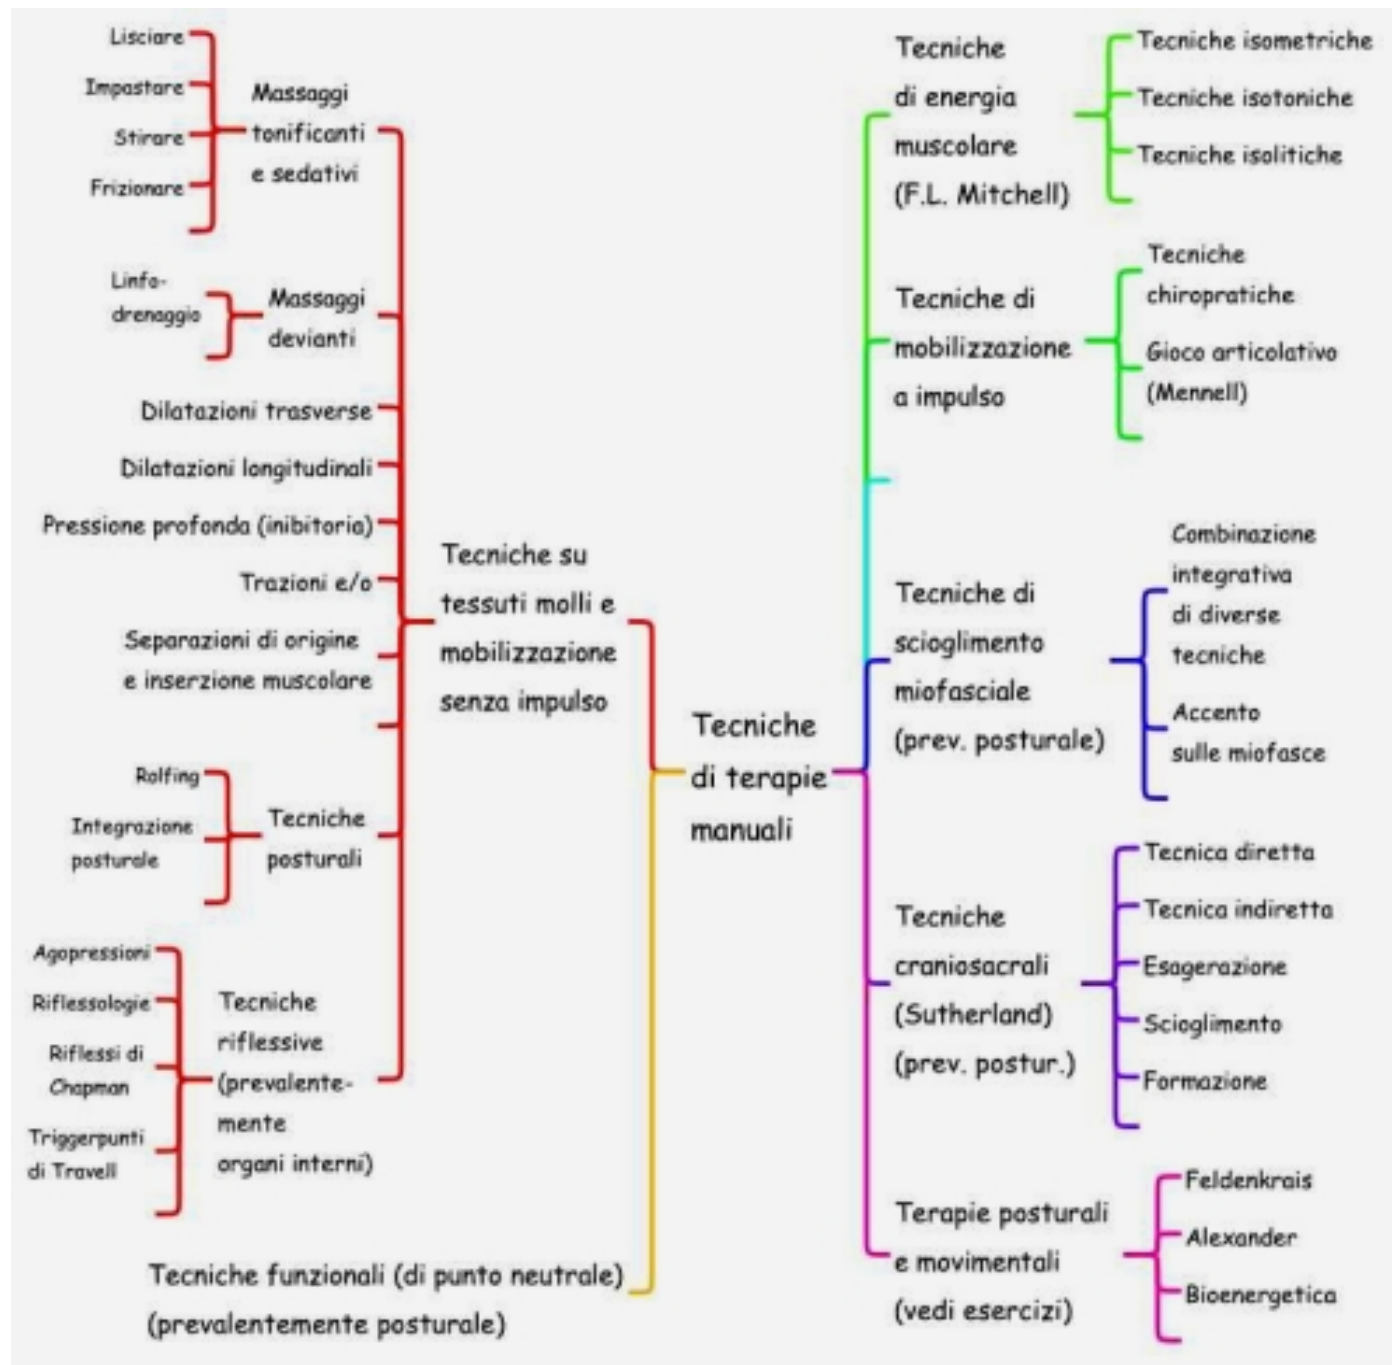 Tecniche
di terapie
manuali
Tecniche su
tessuti molli e
mobilizzazione
senza impulso
Massaggi
tonificanti
e sedativi
Lisciare
Impastare
Stirare
Frizionare
Massaggi
devianti
Linfo-
drenaggio
Dilatazioni trasverse
Dilatazioni longitudinali
Pressione profonda (inibitoria)
Trazioni e/o
Separazioni di origine
e inserzione muscolare
Tecniche
posturali
Rolfing
Integrazione
posturale
Tecniche
riflessive
(prevalente-
mente
organi interni)
Agopressioni
Riflessologie
Riflessi di
Chapman
Triggerpunti
di Travell
Tecniche funzionali (di punto neutrale)
(prevalentemente posturale)
Tecniche
di energia
muscolare
(F.L. Mitchell)
Tecniche isometriche
Tecniche isotoniche
Tecniche isolitiche
Tecniche di
mobilizzazione
a impulso
Tecniche
chiropratiche
Gioco articolativo
(Mennell)
Tecniche di
scioglimento
miofasciale
(prev. posturale)
Combinazione
integrativa
di diverse
tecniche
Accento
sulle miofasce
Tecniche
craniosacrali
(Sutherland)
(prev. postur.)
Tecnica diretta
Tecnica indiretta
Esagerazione
Scioglimento
Formazione
Terapie posturali
e movimentali
(vedi esercizi)
Feldenkrais
Alexander
Bioenergetica